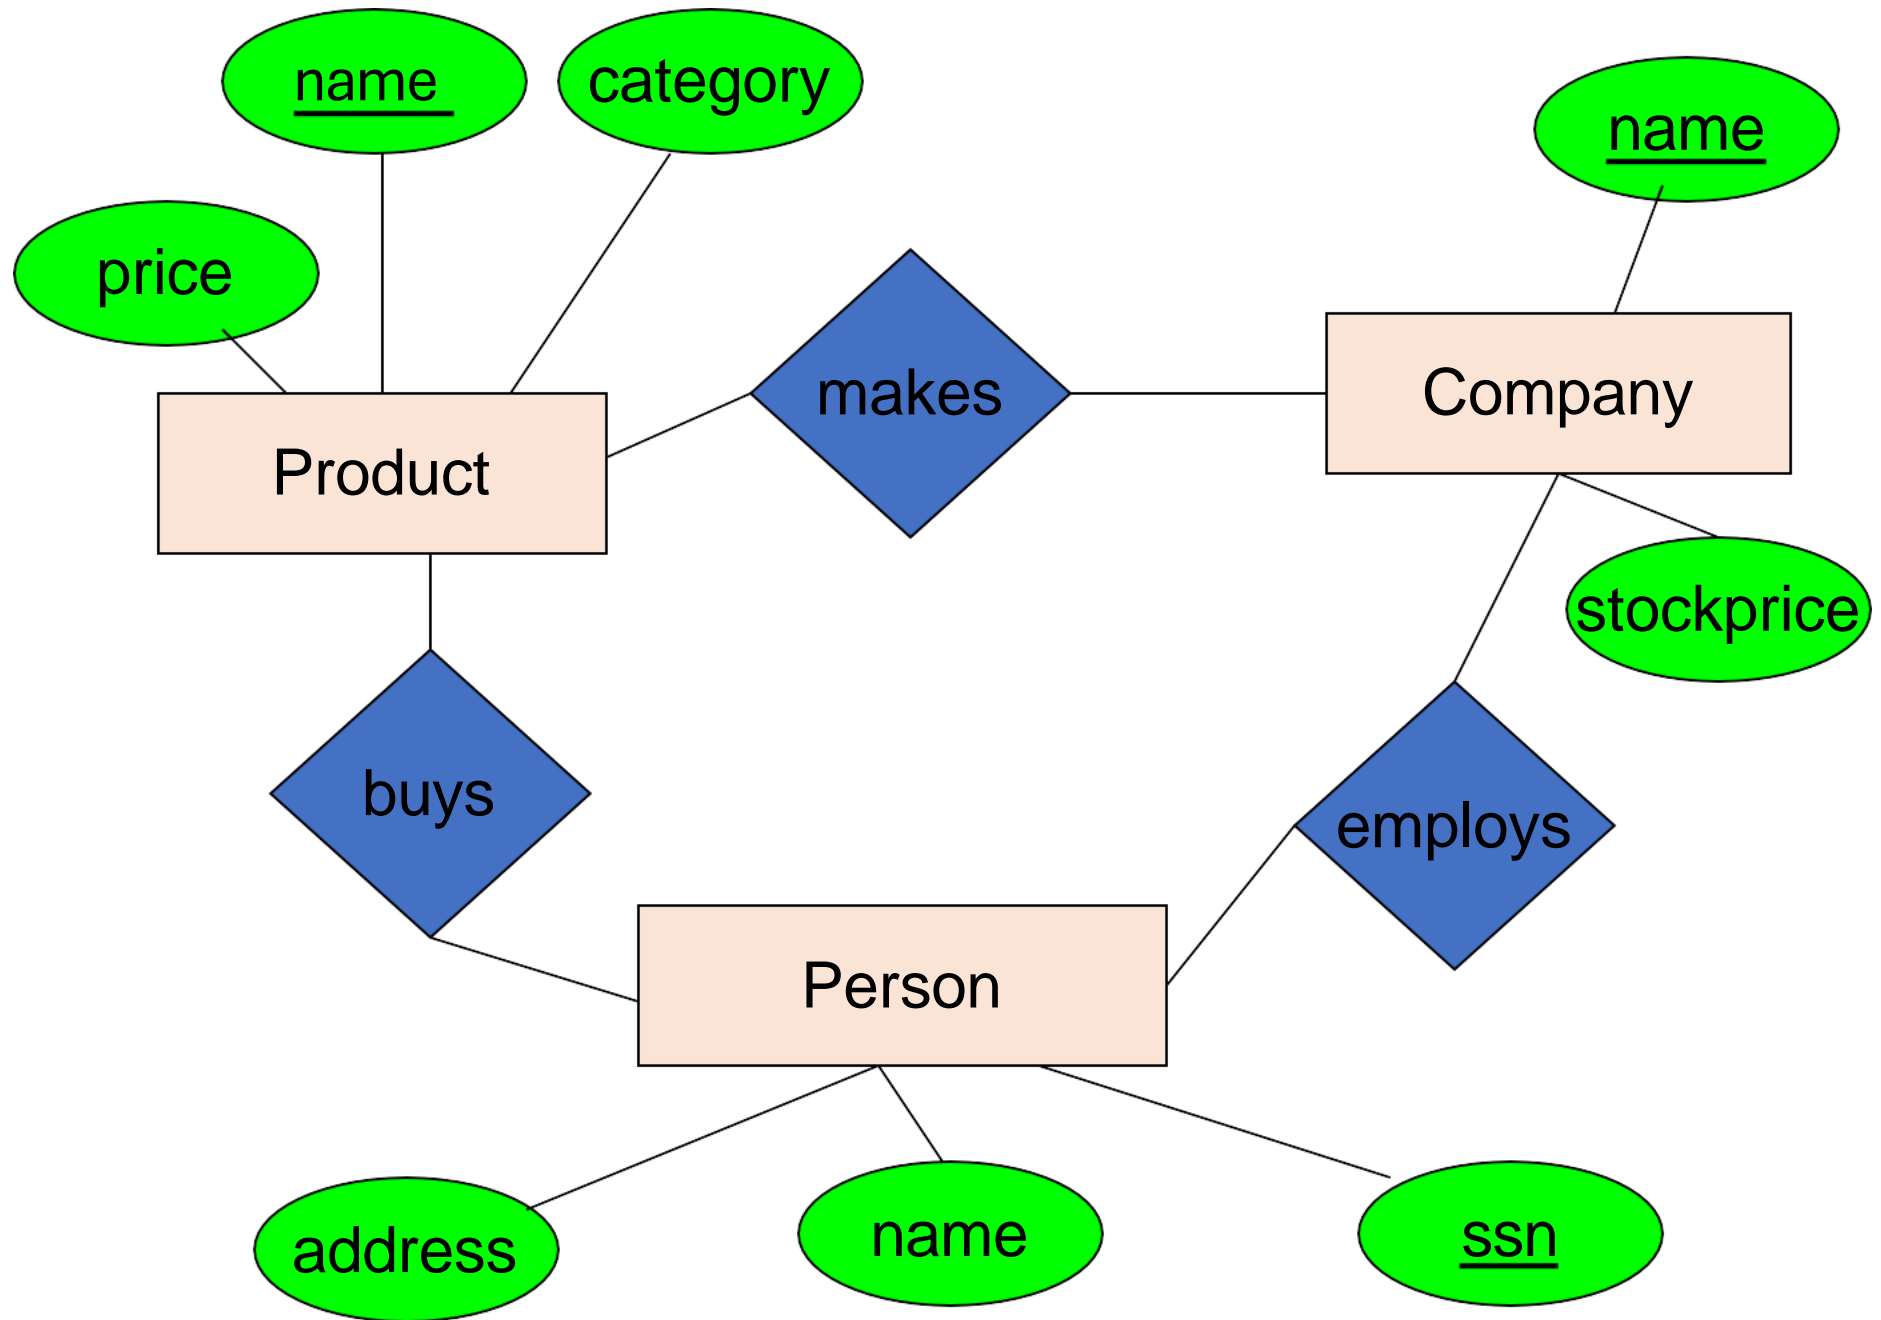 name
category
name
price
makes
Company
Product
stockprice
buys
employs
Person
address
name
ssn